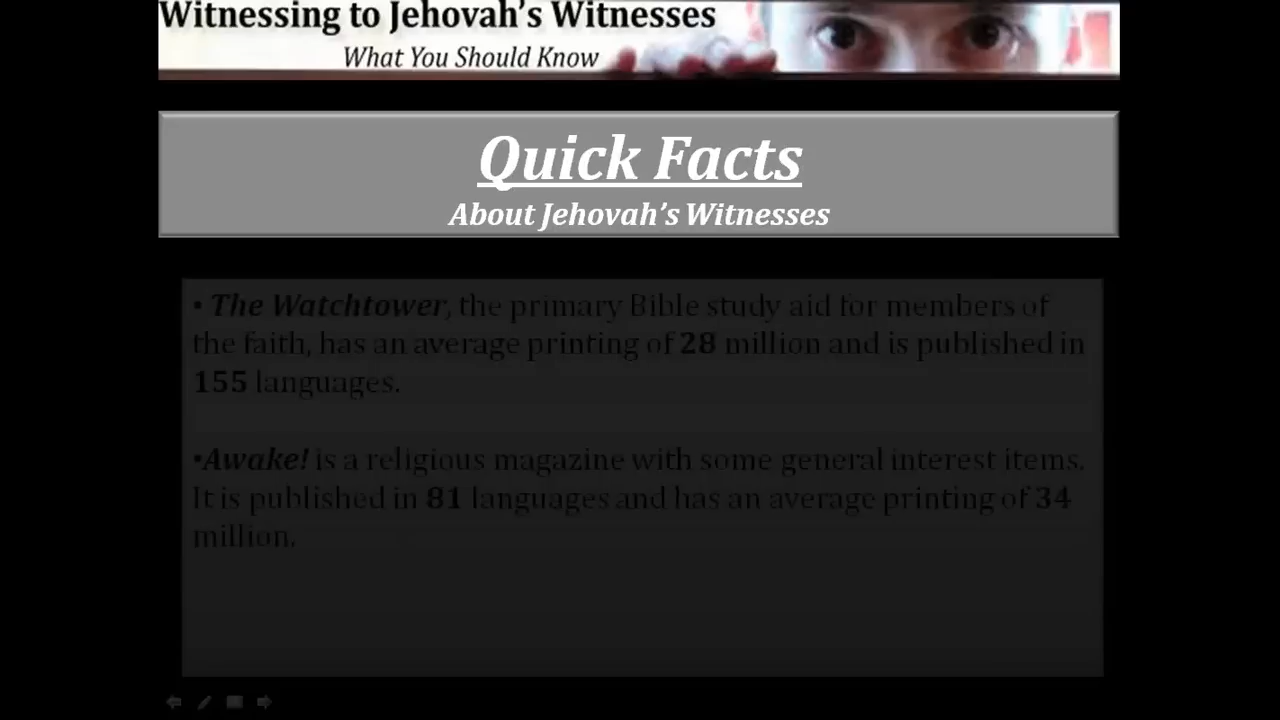 Witnessing to Jehovah's Witnesses
What You Should Know
Quick Facts
About Jehovah's Witnesses
• The Watchtower, the primary Bible study aid for members of
the faith, has an average printing of 28 million and is published in
155 languages.
•Awake! is a religious magazine with some general interest items.
It is published in 81 languages and has an average printing of 34
million.